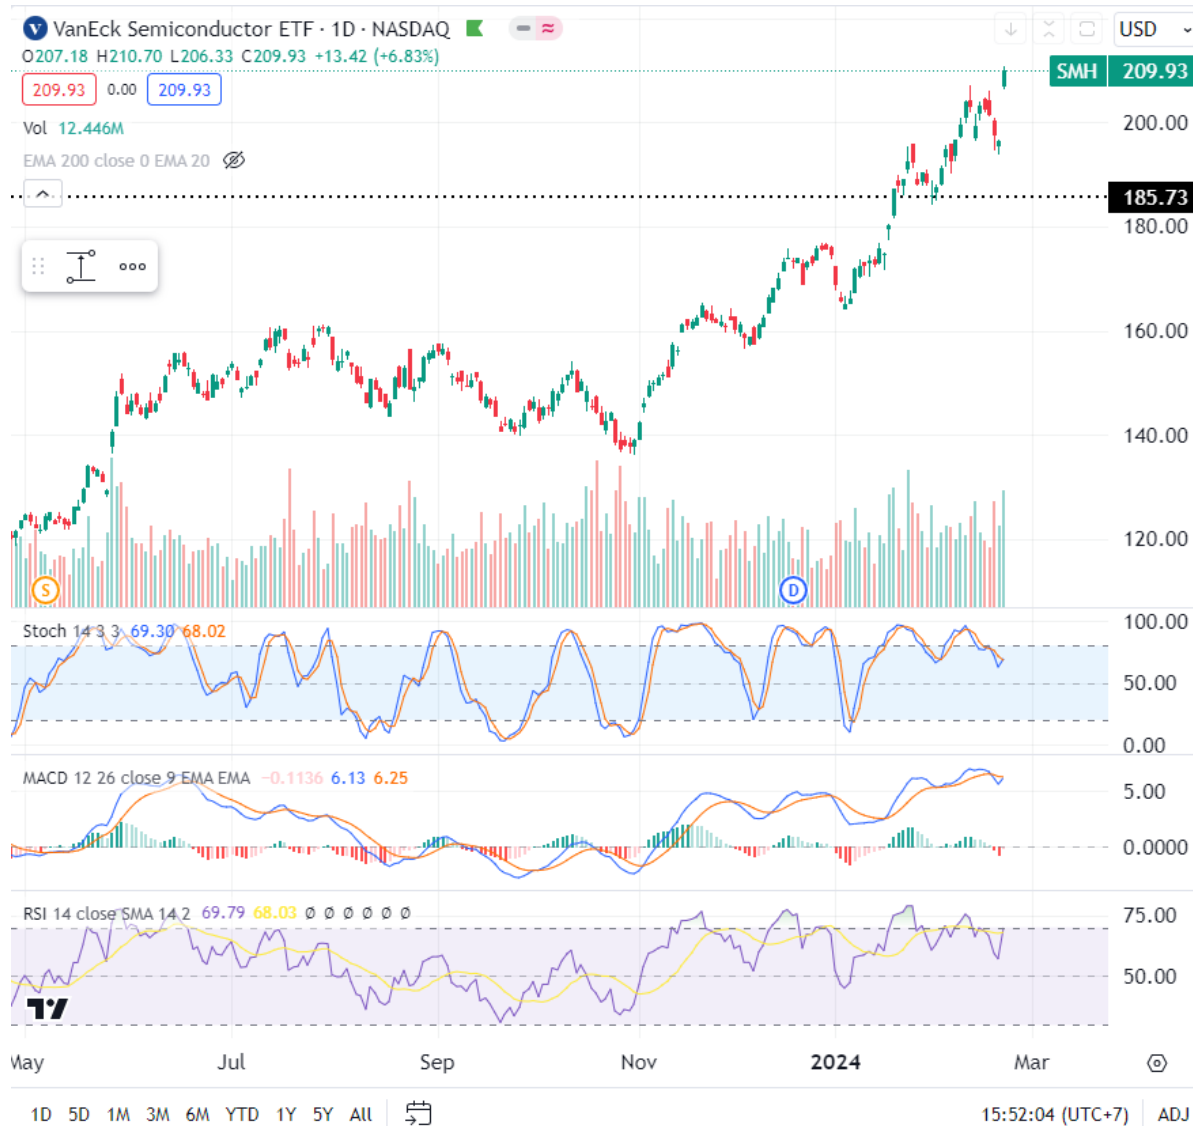 VanEck Semiconductor ETF · 1D · NASDAQ
USD
O207.18 H210.70 L206.33 C209.93 +13.42 (+6.83%)
SMH 209.93
209.93 0.00 209.93
Vol 12.446M
200.00
EMA 200 close 0 EMA 20
185.73
180.00
160.00
140.00
120.00
S
D
Stoch 14 3 3 69.30 68.02
100.00
50.00
0.00
MACD 12 26 close 9 EMA EMA −0.1136 6.13 6.25
5.00
0.0000
RSI 14 close SMA 14 2 69.79 68.03 Ø Ø Ø Ø Ø Ø
75.00
50.00
May Jul Sep Nov 2024 Mar
1D 5D 1M 3M 6M YTD 1Y 5Y All 15:52:04 (UTC+7) ADJ